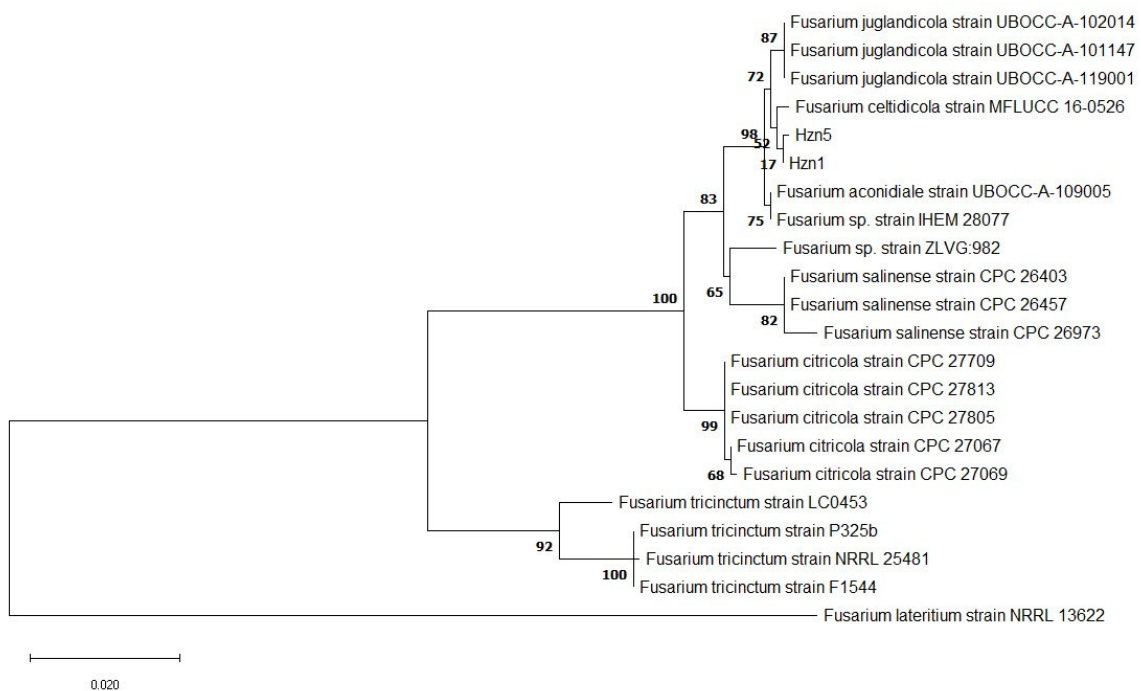 Fusarium juglandicola strain UBOCC-A-102014
87
Fusarium juglandicola strain UBOCC-A-101147
72
Fusarium juglandicola strain UBOCC-A-119001
Fusarium celtidicola strain MFLUCC 16-0526
98
52
Hzn5
17
Hzn1
Fusarium aconidiale strain UBOCC-A-109005
83
75
Fusarium sp. strain IHEM 28077
Fusarium sp. strain ZLVG:982
65
Fusarium salinense strain CPC 26403
100
Fusarium salinense strain CPC 26457
82
Fusarium salinense strain CPC 26973
Fusarium citricola strain CPC 27709
Fusarium citricola strain CPC 27813
Fusarium citricola strain CPC 27805
99
Fusarium citricola strain CPC 27067
68
Fusarium citricola strain CPC 27069
Fusarium tricinctum strain LC0453
Fusarium tricinctum strain P325b
92
Fusarium tricinctum strain NRRL 25481
100
Fusarium tricinctum strain F1544
Fusarium lateritium strain NRRL 13622
0.020